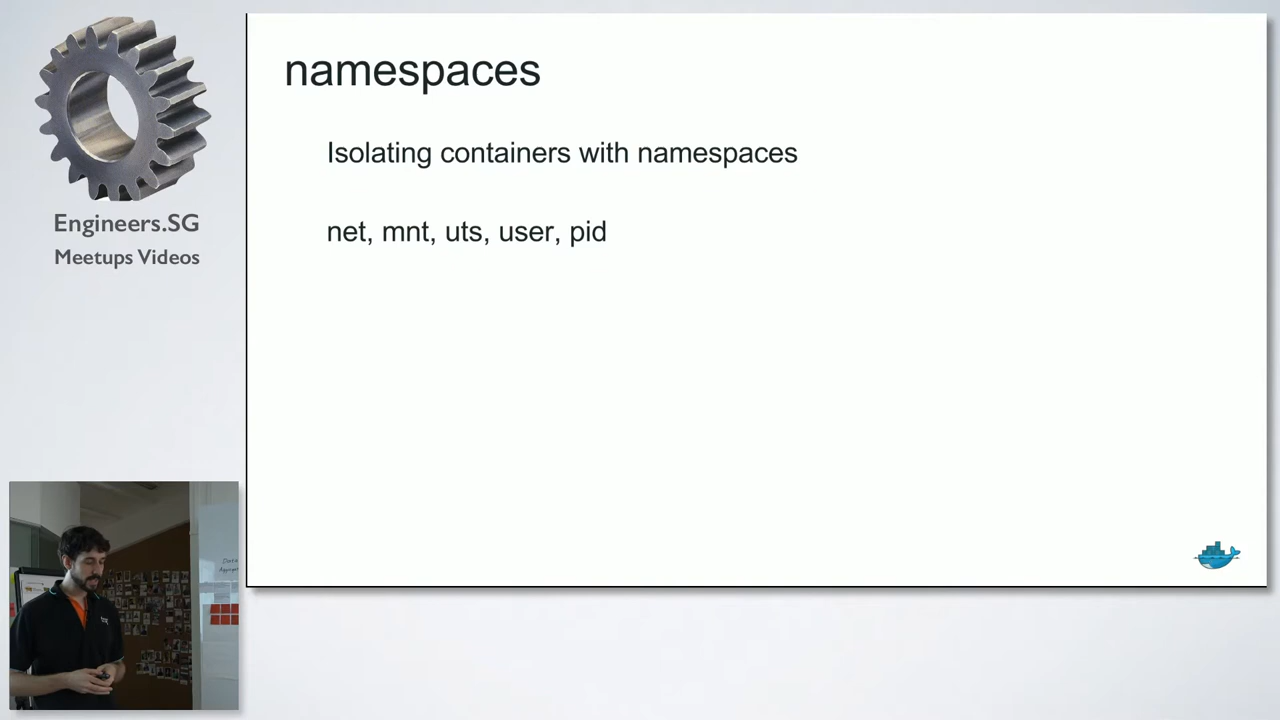 Engineers.SG
Meetups Videos
namespaces
Isolating containers with namespaces
net, mnt, uts, user, pid